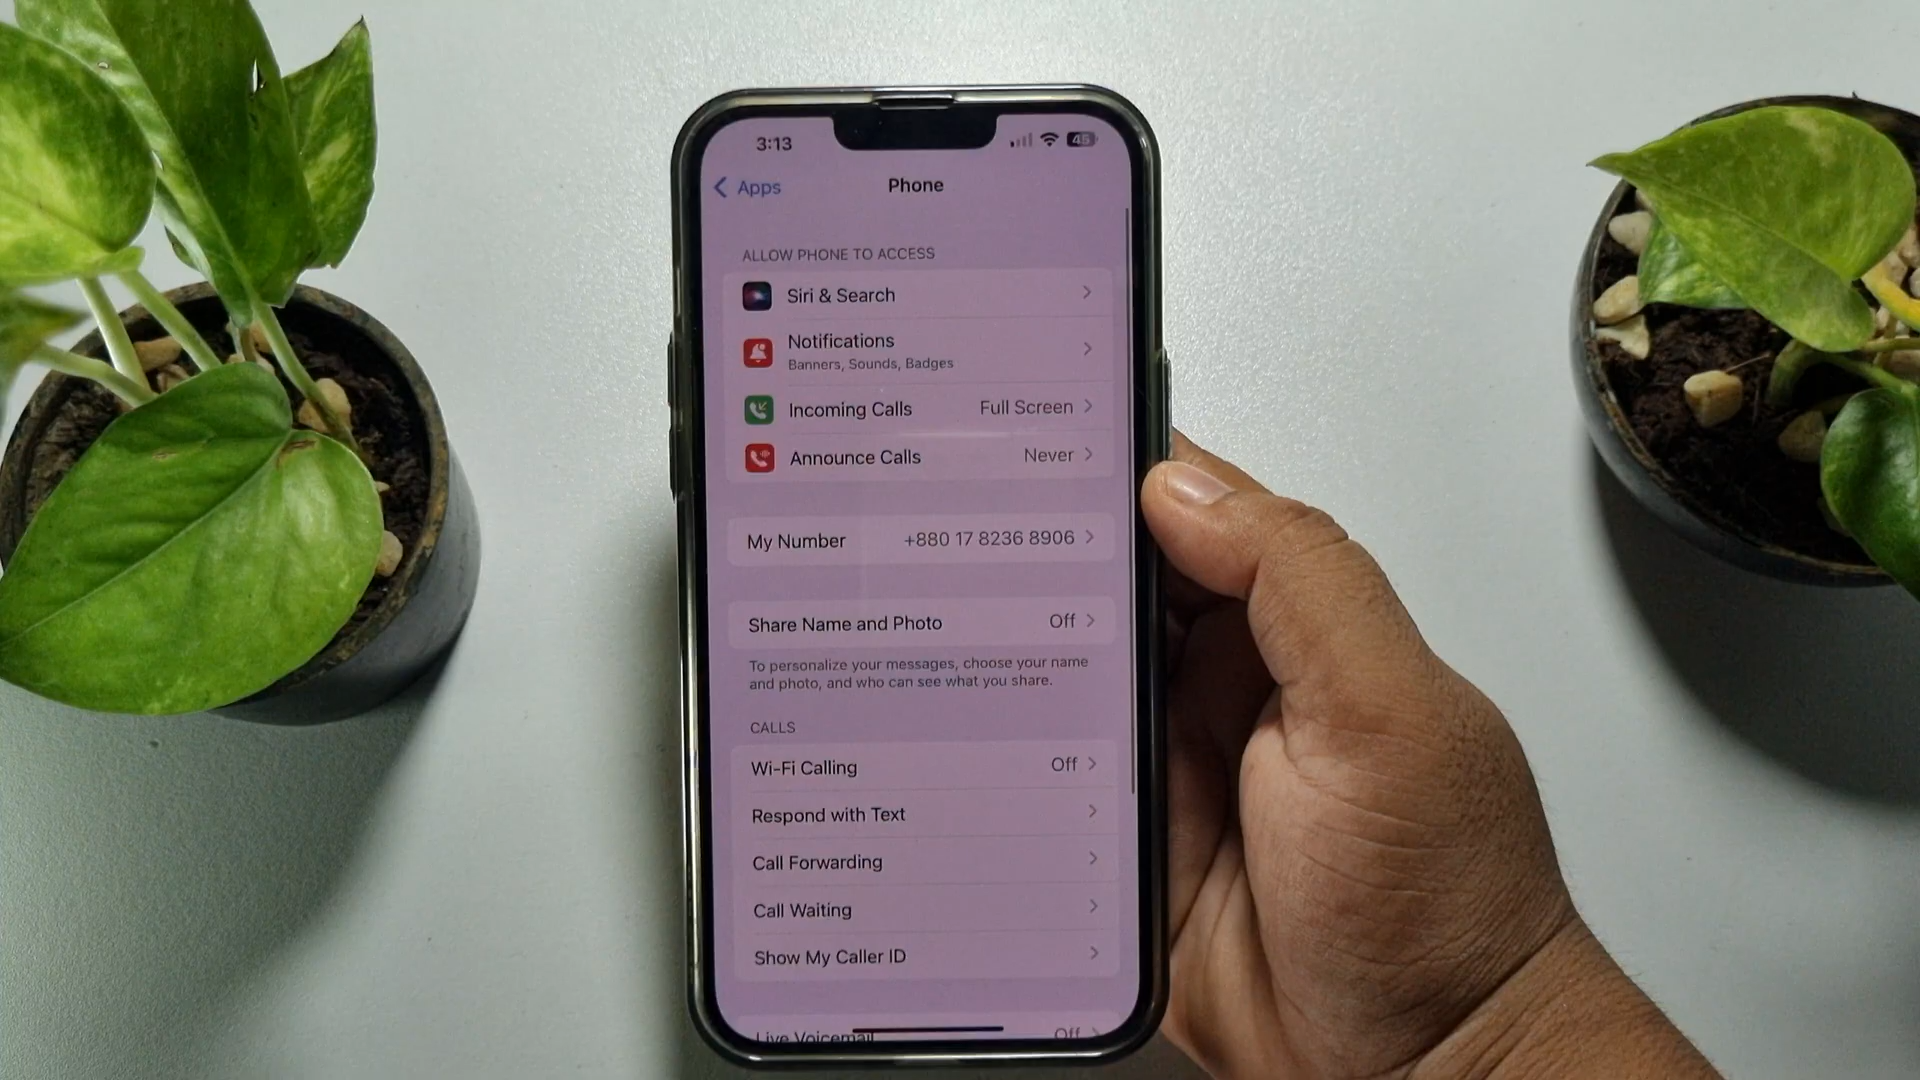 3:13
45
Apps
Phone
ALLOW PHONE TO ACCESS
Siri & Search
Notifications
Banners, Sounds, Badges
Incoming Calls Full Screen
Announce Calls Never
My Number +880 17 8236 8906
Share Name and Photo Off
To personalize your messages, choose your name
and photo, and who can see what you share.
CALLS
Wi-Fi Calling Off
Respond with Text
Call Forwarding
Call Waiting
Show My Caller ID
Live Voicemail Off